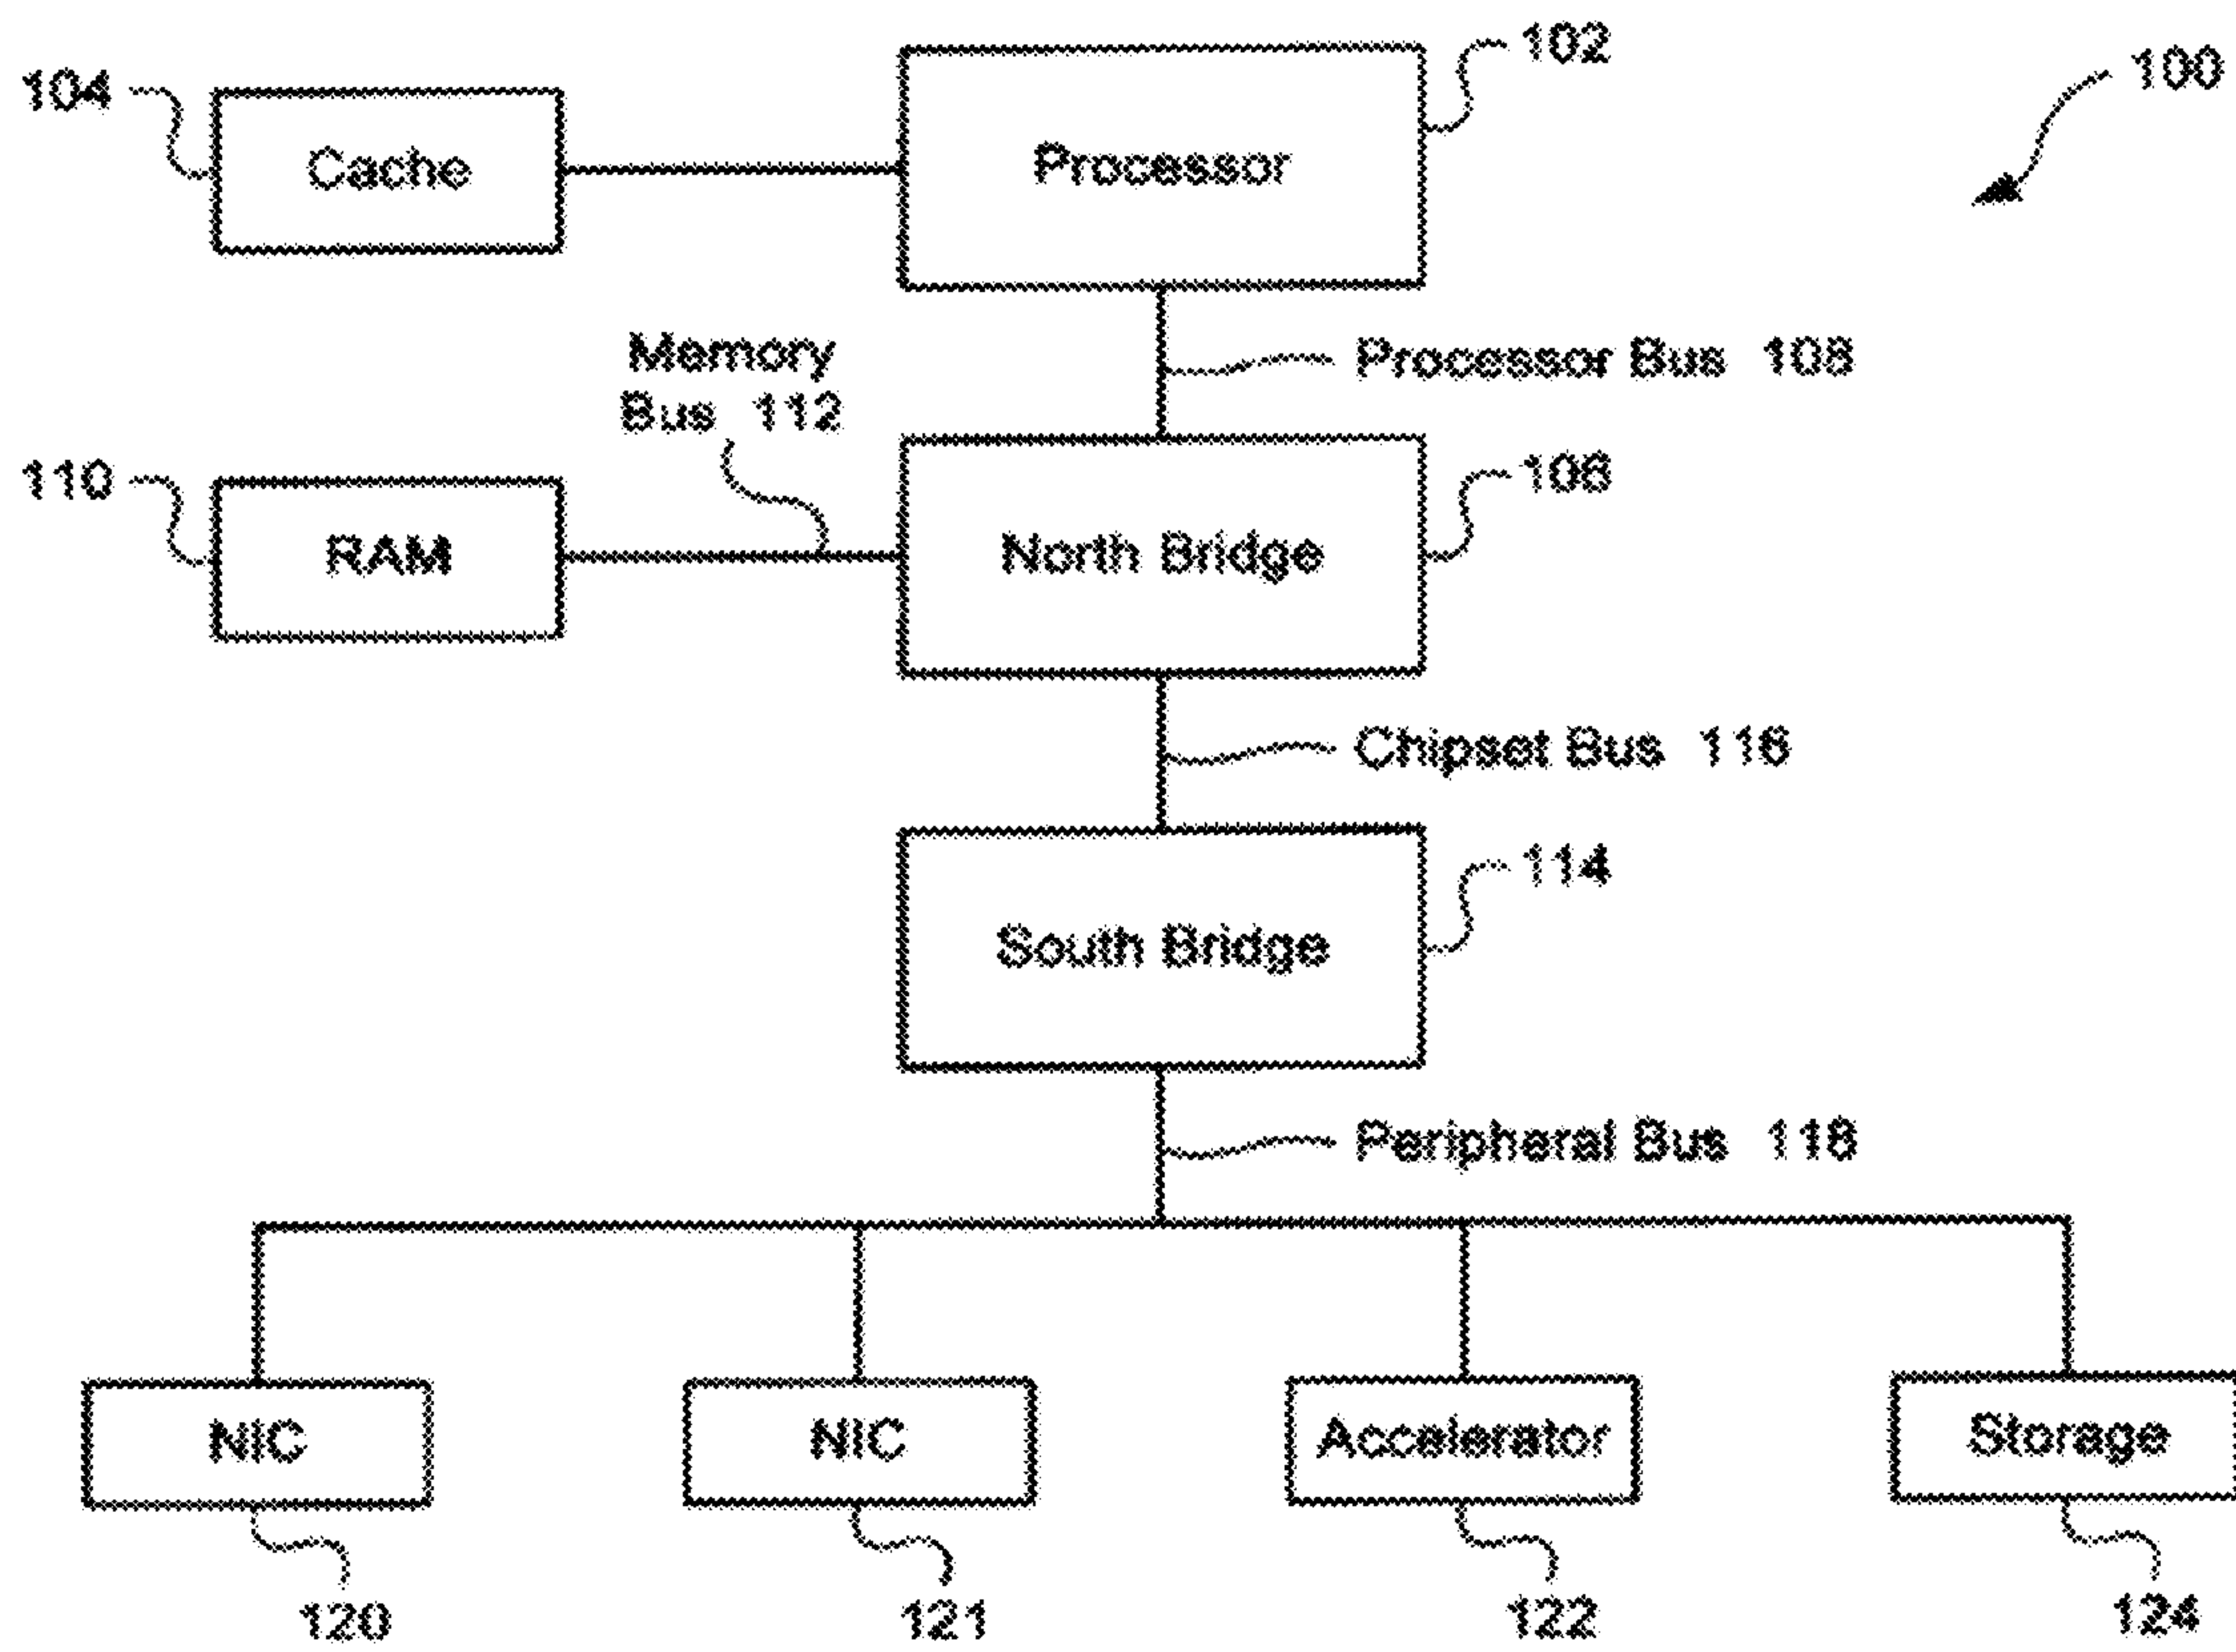 102
100
104
Cache
Processor
Memory
Bus 112
Processor Bus 108
110
RAM
North Bridge
106
Chipset Bus 116
114
South Bridge
Peripheral Bus 118
NIC
NIC
Accelerator
Storage
120
121
122
124